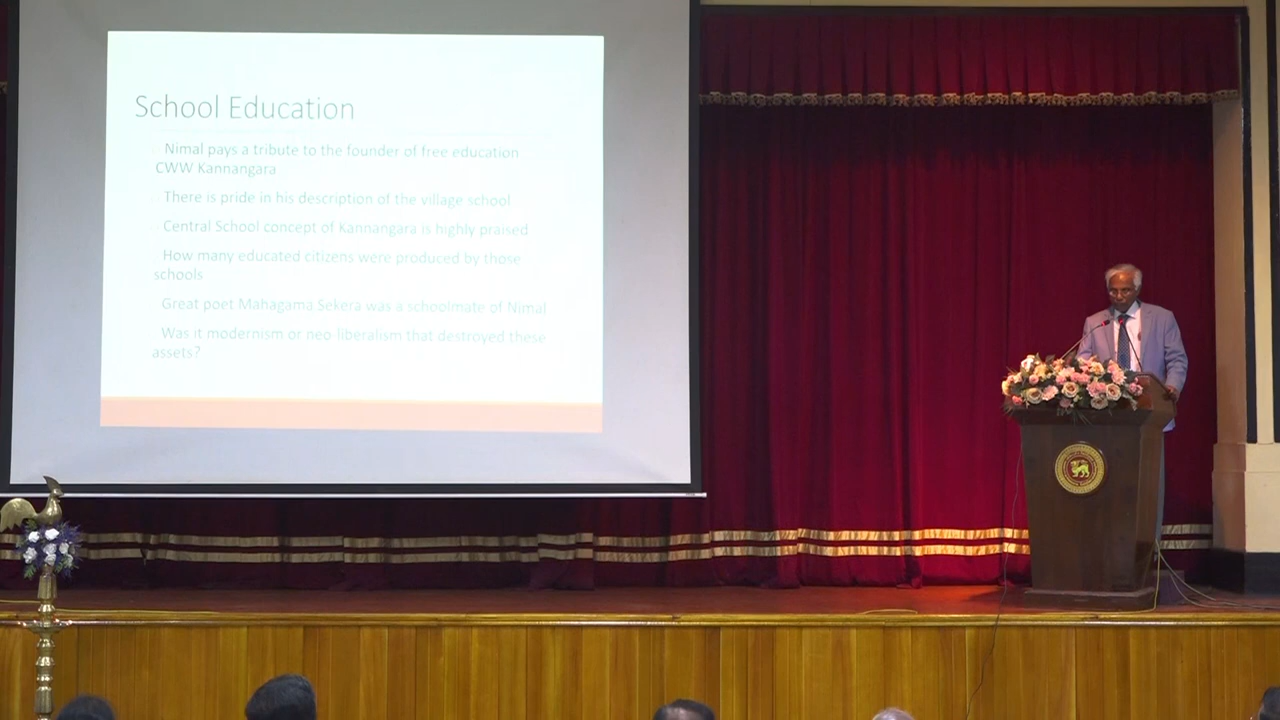 School Education
Nimal pays a tribute to the founder of free education
CWW Kannangara
There is pride in his description of the village school
Central School concept of Kannangara is highly praised
How many educated citizens were produced by those
schools
Great poet Mahagama Sekera was a schoolmate of Nimal
Was it modernism or neo-liberalism that destroyed these
assets?